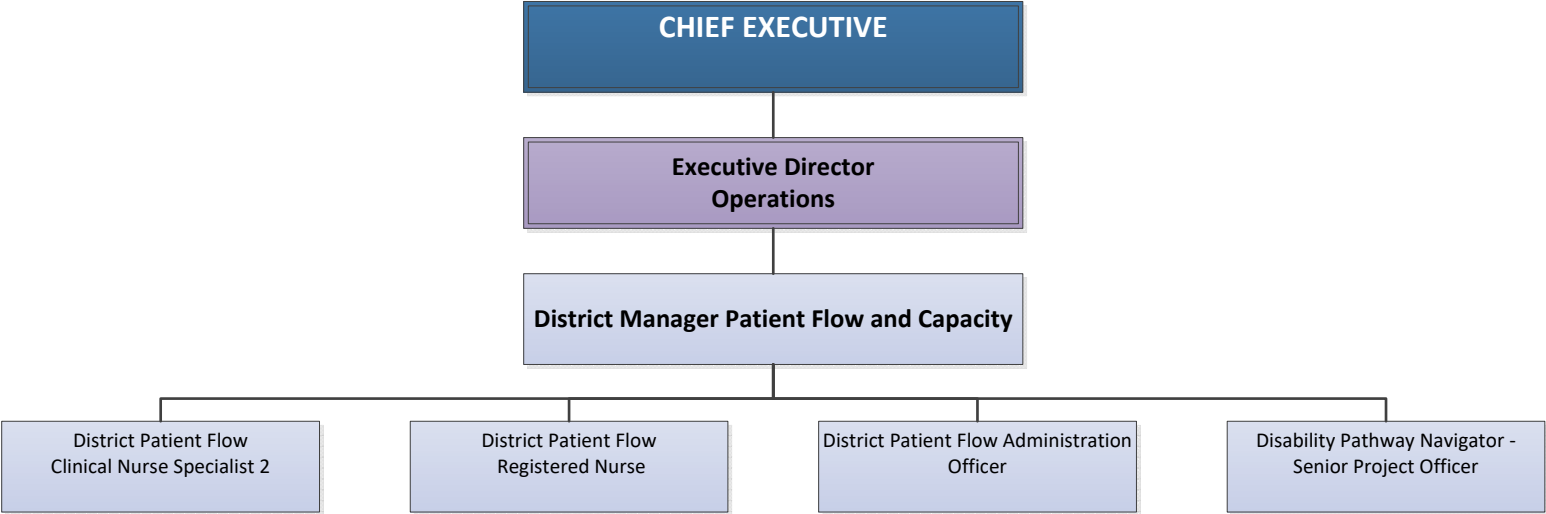 CHIEF EXECUTIVE
Executive Director
Operations
District Manager Patient Flow and Capacity
District Patient Flow
Clinical Nurse Specialist 2
District Patient Flow
Registered Nurse
District Patient Flow Administration
Officer
Disability Pathway Navigator -
Senior Project Officer